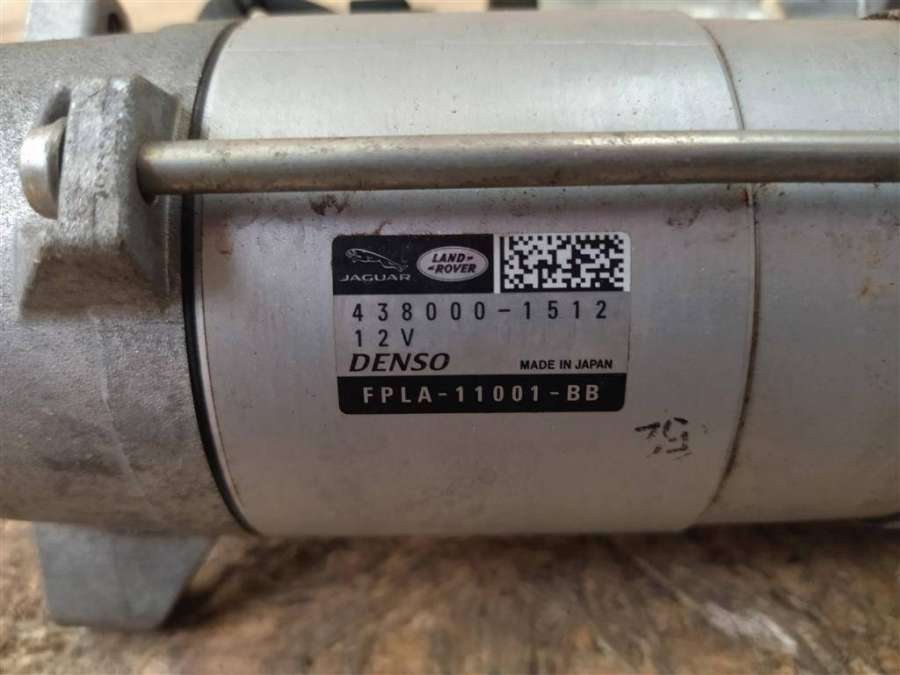 JAGUAR
LAND-
-ROVER
438000-1512
12V
DENSO MADE IN JAPAN
FPLA-11001-BB